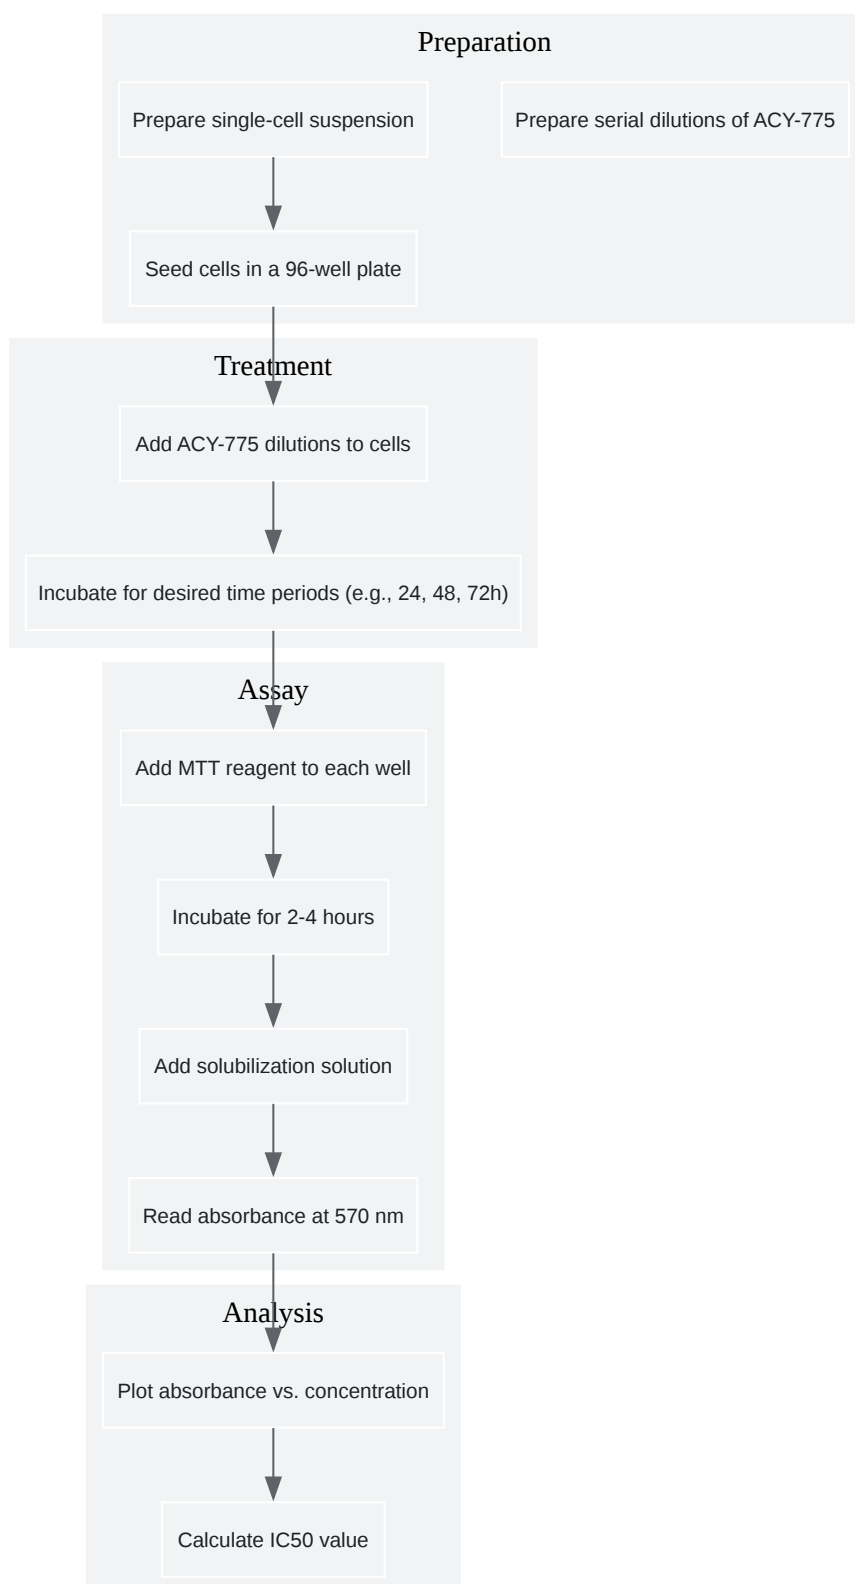 Preparation
Prepare single-cell suspension
Prepare serial dilutions of ACY-775
Seed cells in a 96-well plate
Treatment
Add ACY-775 dilutions to cells
Incubate for desired time periods (e.g., 24, 48, 72h)
Assay
Add MTT reagent to each well
Incubate for 2-4 hours
Add solubilization solution
Read absorbance at 570 nm
Analysis
Plot absorbance vs. concentration
Calculate IC50 value